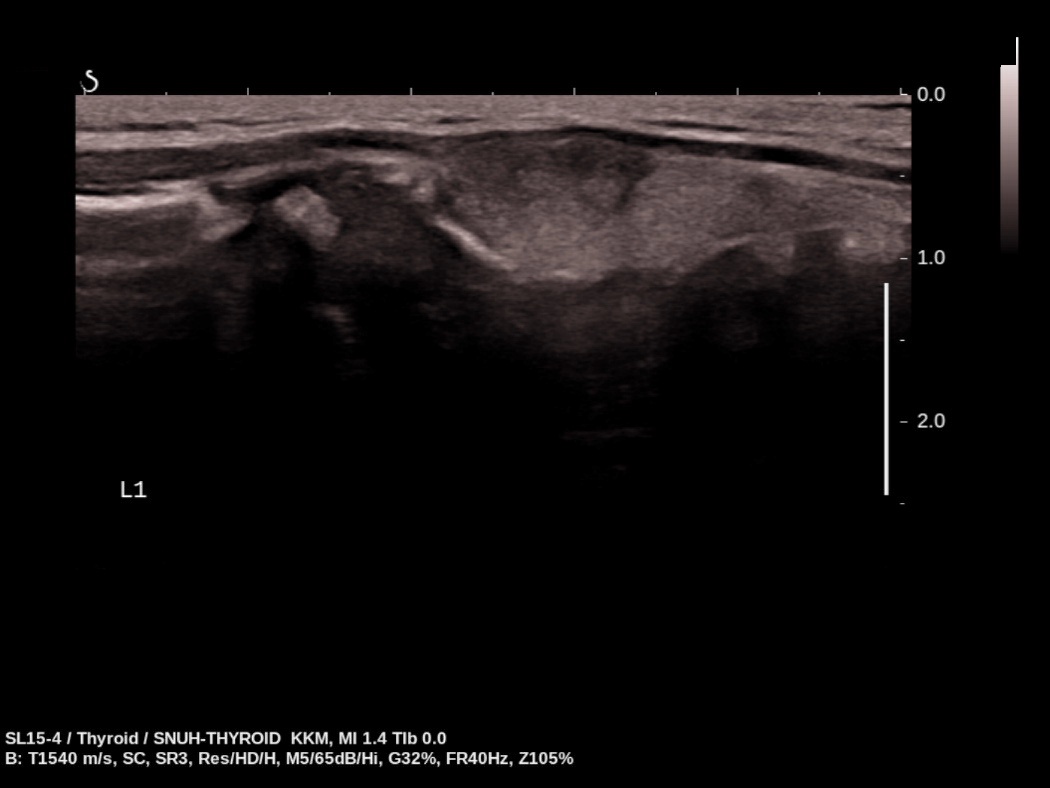 S
0.0
1.0
2.0
L1
SL15-4 / Thyroid / SNUH-THYROID  KKM, MI 1.4 TIb 0.0
B: T1540 m/s, SC, SR3, Res/HD/H, M5/65dB/Hi, G32%, FR40Hz, Z105%